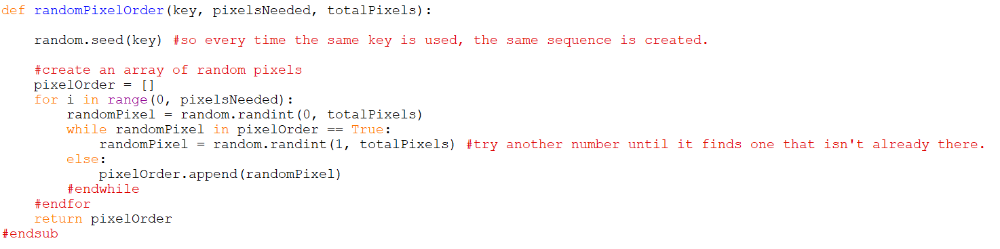 def randomPixelOrder(key, pixelsNeeded, totalPixels):
random.seed(key) #so every time the same key is used, the same sequence is created.
#create an array of random pixels
pixelOrder = []
for i in range(0, pixelsNeeded):
randomPixel = random.randint(0, totalPixels)
while randomPixel in pixelOrder == True:
randomPixel = random.randint(1, totalPixels) #try another number until it finds one that isn't already there.
else:
pixelOrder.append(randomPixel)
#endwhile
#endfor
return pixelOrder
#endsub